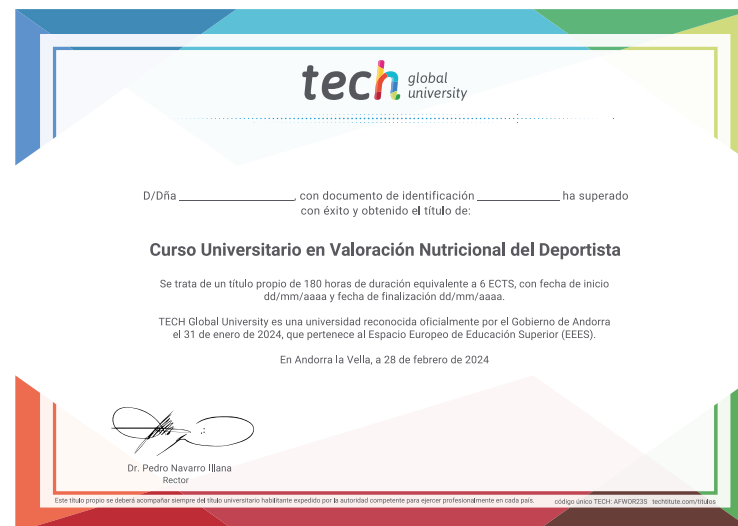 tech global university
D/Dña ______________, con documento de identificación ______________ ha superado
con éxito y obtenido el título de:
Curso Universitario en Valoración Nutricional del Deportista
Se trata de un título propio de 180 horas de duración equivalente a 6 ECTS, con fecha de inicio
dd/mm/aaaa y fecha de finalización dd/mm/aaaa.
TECH Global University es una universidad reconocida oficialmente por el Gobierno de Andorra
el 31 de enero de 2024, que pertenece al Espacio Europeo de Educación Superior (EEES).
En Andorra la Vella, a 28 de febrero de 2024
Dr. Pedro Navarro Illana
Rector
Este título propio se deberá acompañar siempre del título universitario habilitante expedido por la autoridad competente para ejercer profesionalmente en cada país. código único TECH: AFWOR23S techtitute.com/titulos